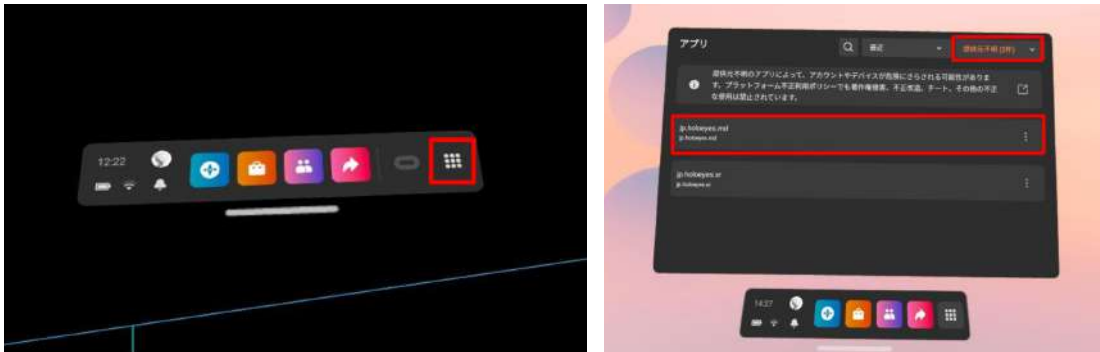 12:22
アプリ
最近
提供元不明 (2件)
提供元不明のアプリによって、アカウントやデバイスが危険にさらされる可能性がありま
す。プラットフォーム不正利用ポリシーでも著作権侵害、不正改造、チート、その他の不正
な使用は禁止されています。
jp.holoeyes.md
jp.holoeyes.md
jp.holoeyes.xr
jp.holoeyes.xr
14:27